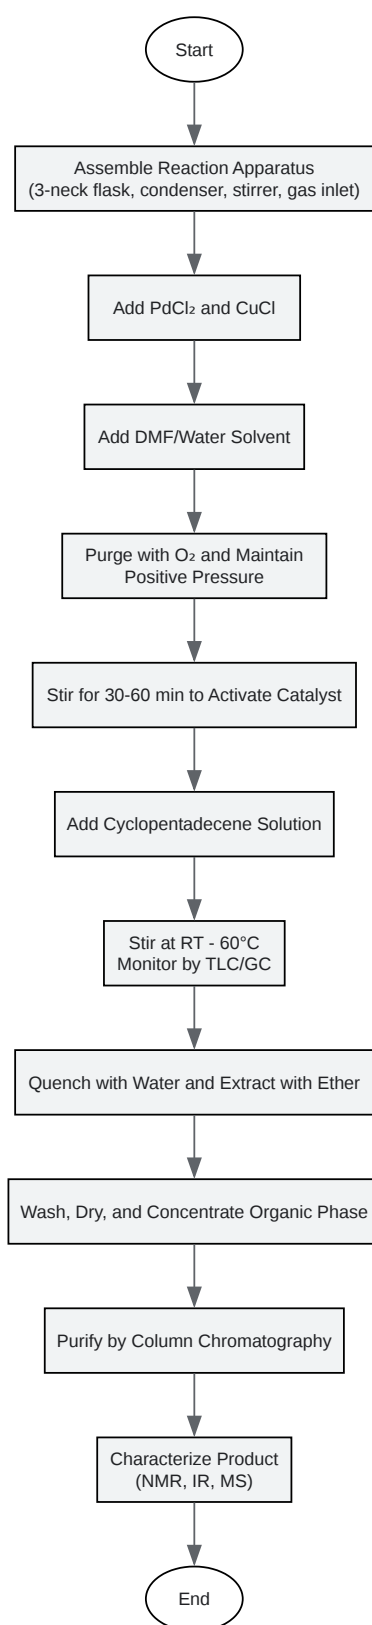 Start
Assemble Reaction Apparatus
(3-neck flask, condenser, stirrer, gas inlet)
Add PdCl₂ and CuCl
Add DMF/Water Solvent
Purge with O₂ and Maintain
Positive Pressure
Stir for 30-60 min to Activate Catalyst
Add Cyclopentadecene Solution
Stir at RT - 60°C
Monitor by TLC/GC
Quench with Water and Extract with Ether
Wash, Dry, and Concentrate Organic Phase
Purify by Column Chromatography
Characterize Product
(NMR, IR, MS)
End